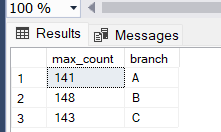 100 %
Results Messages
max_count branch
1 141 A
2 148 B
3 143 C